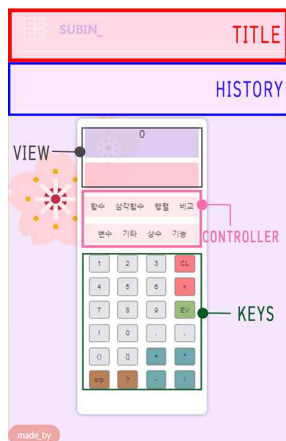 SUBIN_
TITLE
HISTORY
0
VIEW
함수 삼각함수 행렬 비교
변수 기타 상수 기능
CONTROLLER
1 2 3 CL
4 5 6 <
7 8 9 EV
KEYS
! 0 . ,
() [] + *
o/p ? - /
made_by